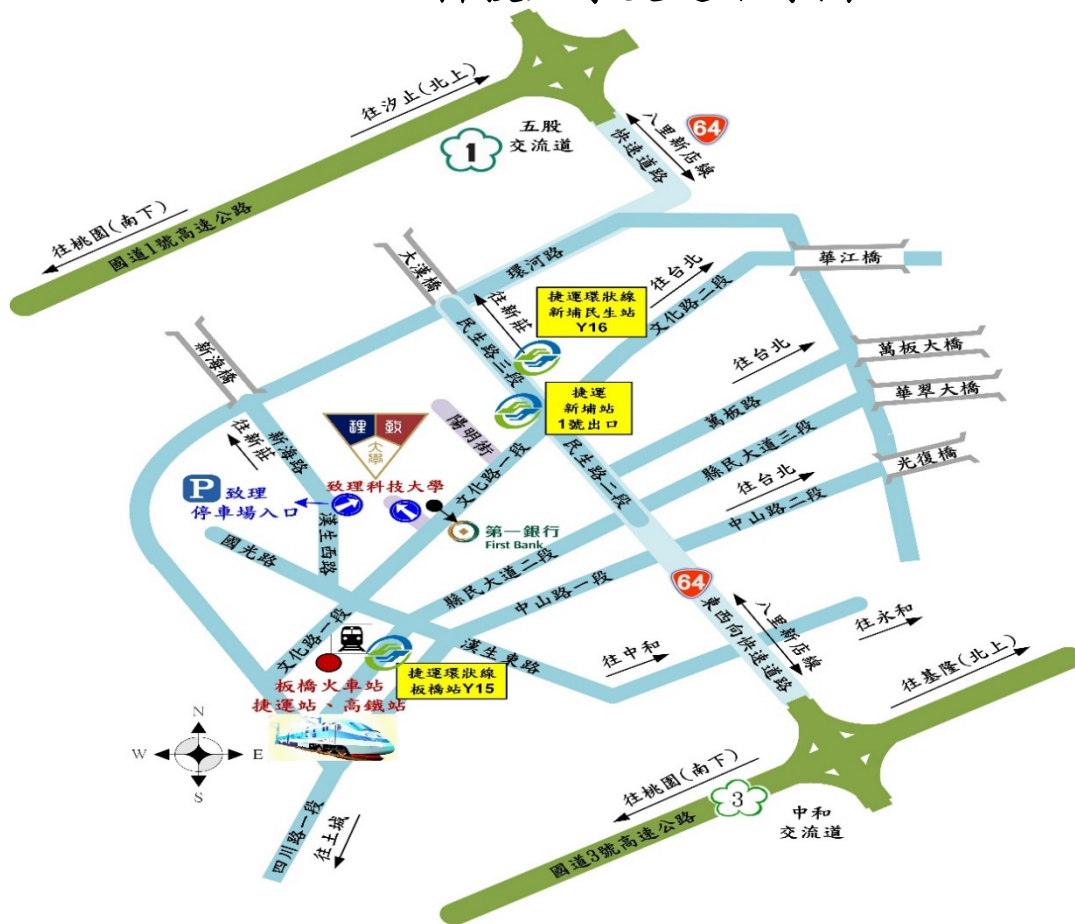 往汐止(北上)
五股
交流道
1
64
八里新店線
快速道路
往桃園(南下)
國道1號高速公路
大漢橋
環河路
華江橋
往台北
文化路二段
往新莊
捷運環狀線
新埔民生站
Y16
民生路三段
新海橋
往台北
萬板大橋
捷運
新埔站
1號出口
華翠大橋
萬板路
陽明街
往新莊
新海路
理 致
大學
文化路一段
民生路二段
縣民大道三段
光復橋
往台北
致理科技大學
P 致理
停車場入口
漢生西路
第一銀行
First Bank
中山路二段
國光路
縣民大道二段
中山路一段
64
東西向快速道路
八里新店線
往永和
文化路一段
漢生東路
往中和
捷運環狀線
板橋站Y15
板橋火車站
捷運站、高鐵站
往基隆(北上)
N
W E
S
往桃園(南下)
3
中和
交流道
國道3號高速公路
四川路一段
往土城